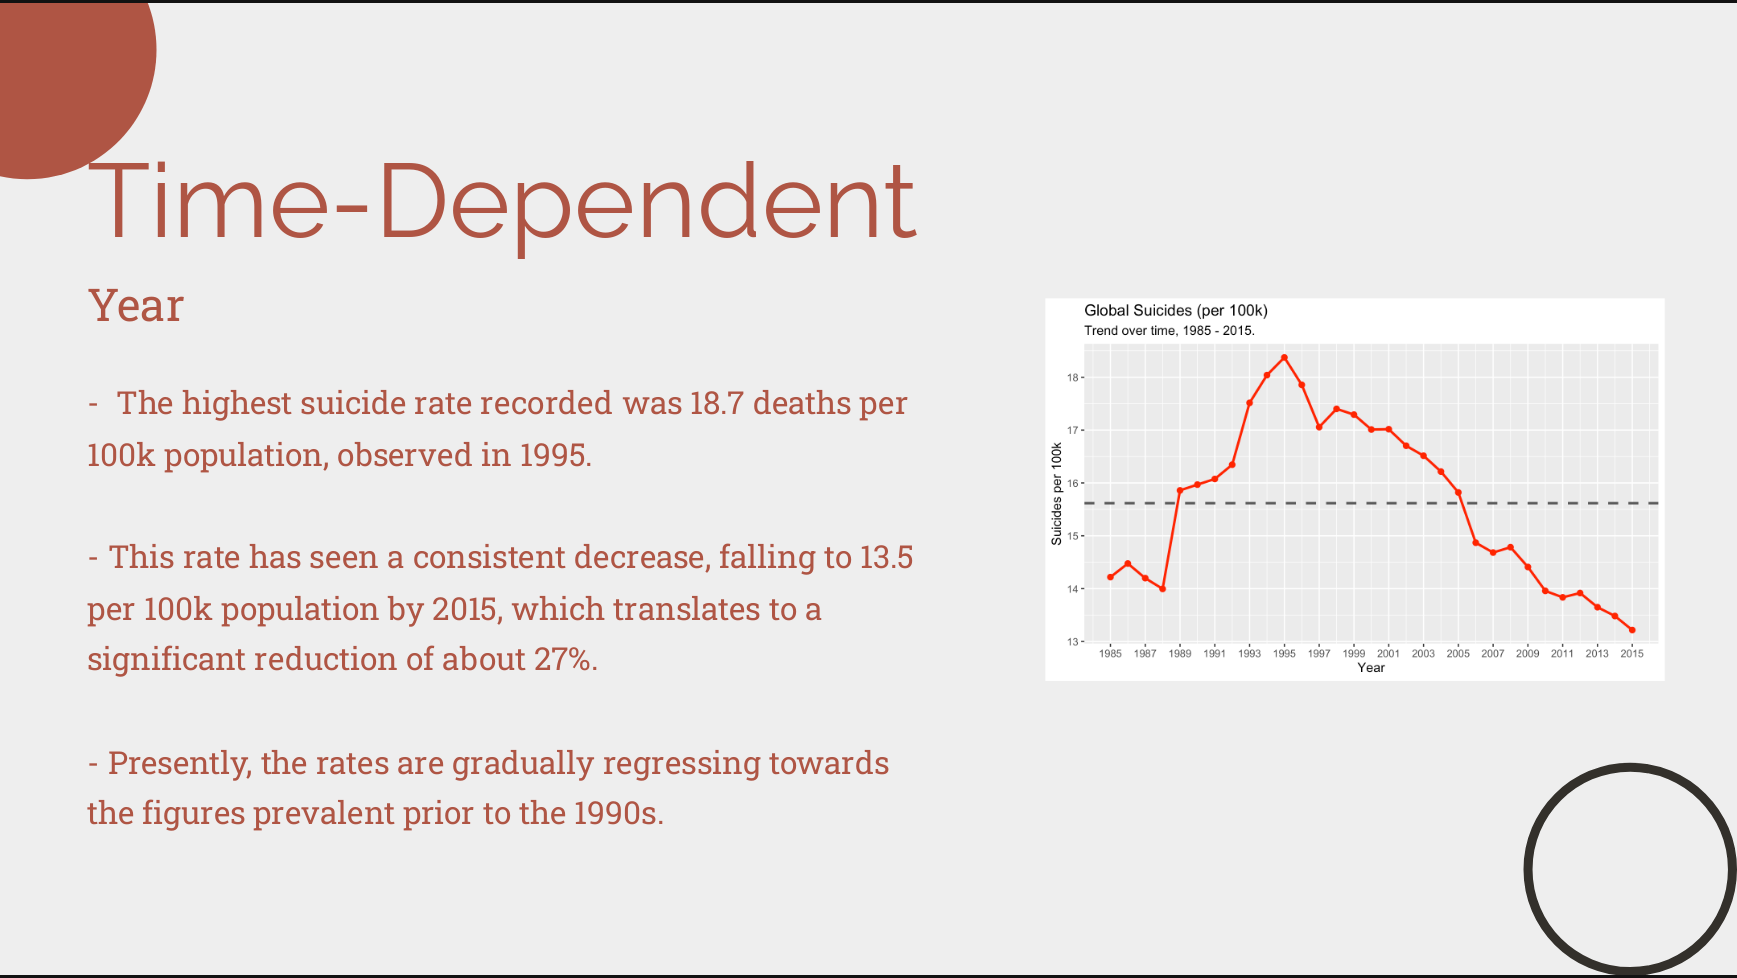 Time-Dependent
Year
- The highest suicide rate recorded was 18.7 deaths per
100k population, observed in 1995.
- This rate has seen a consistent decrease, falling to 13.5
per 100k population by 2015, which translates to a
significant reduction of about 27%.
- Presently, the rates are gradually regressing towards
the figures prevalent prior to the 1990s.
Global Suicides (per 100k)
Trend over time, 1985 - 2015.
Suicides per 100k
18
17
16
15
14
13
1985 1987 1989 1991 1993 1995 1997 1999 2001 2003 2005 2007 2009 2011 2013 2015
Year